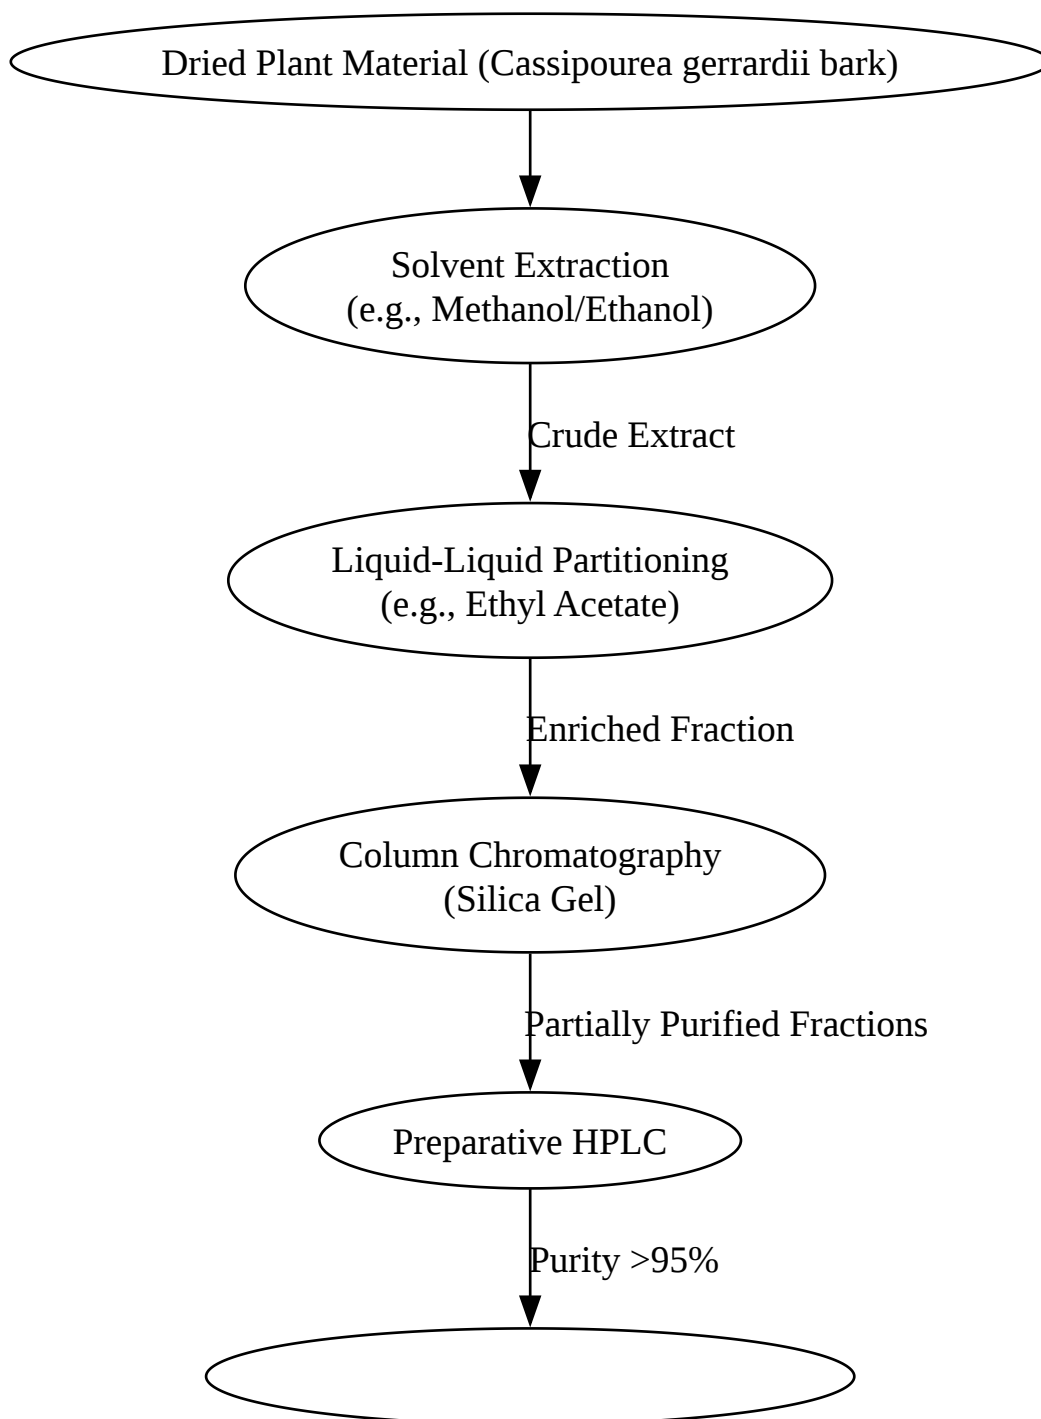 Dried Plant Material (Cassipourea gerrardii bark)
Solvent Extraction
(e.g., Methanol/Ethanol)
Crude Extract
Liquid-Liquid Partitioning
(e.g., Ethyl Acetate)
Enriched Fraction
Column Chromatography
(Silica Gel)
Partially Purified Fractions
Preparative HPLC
Purity >95%